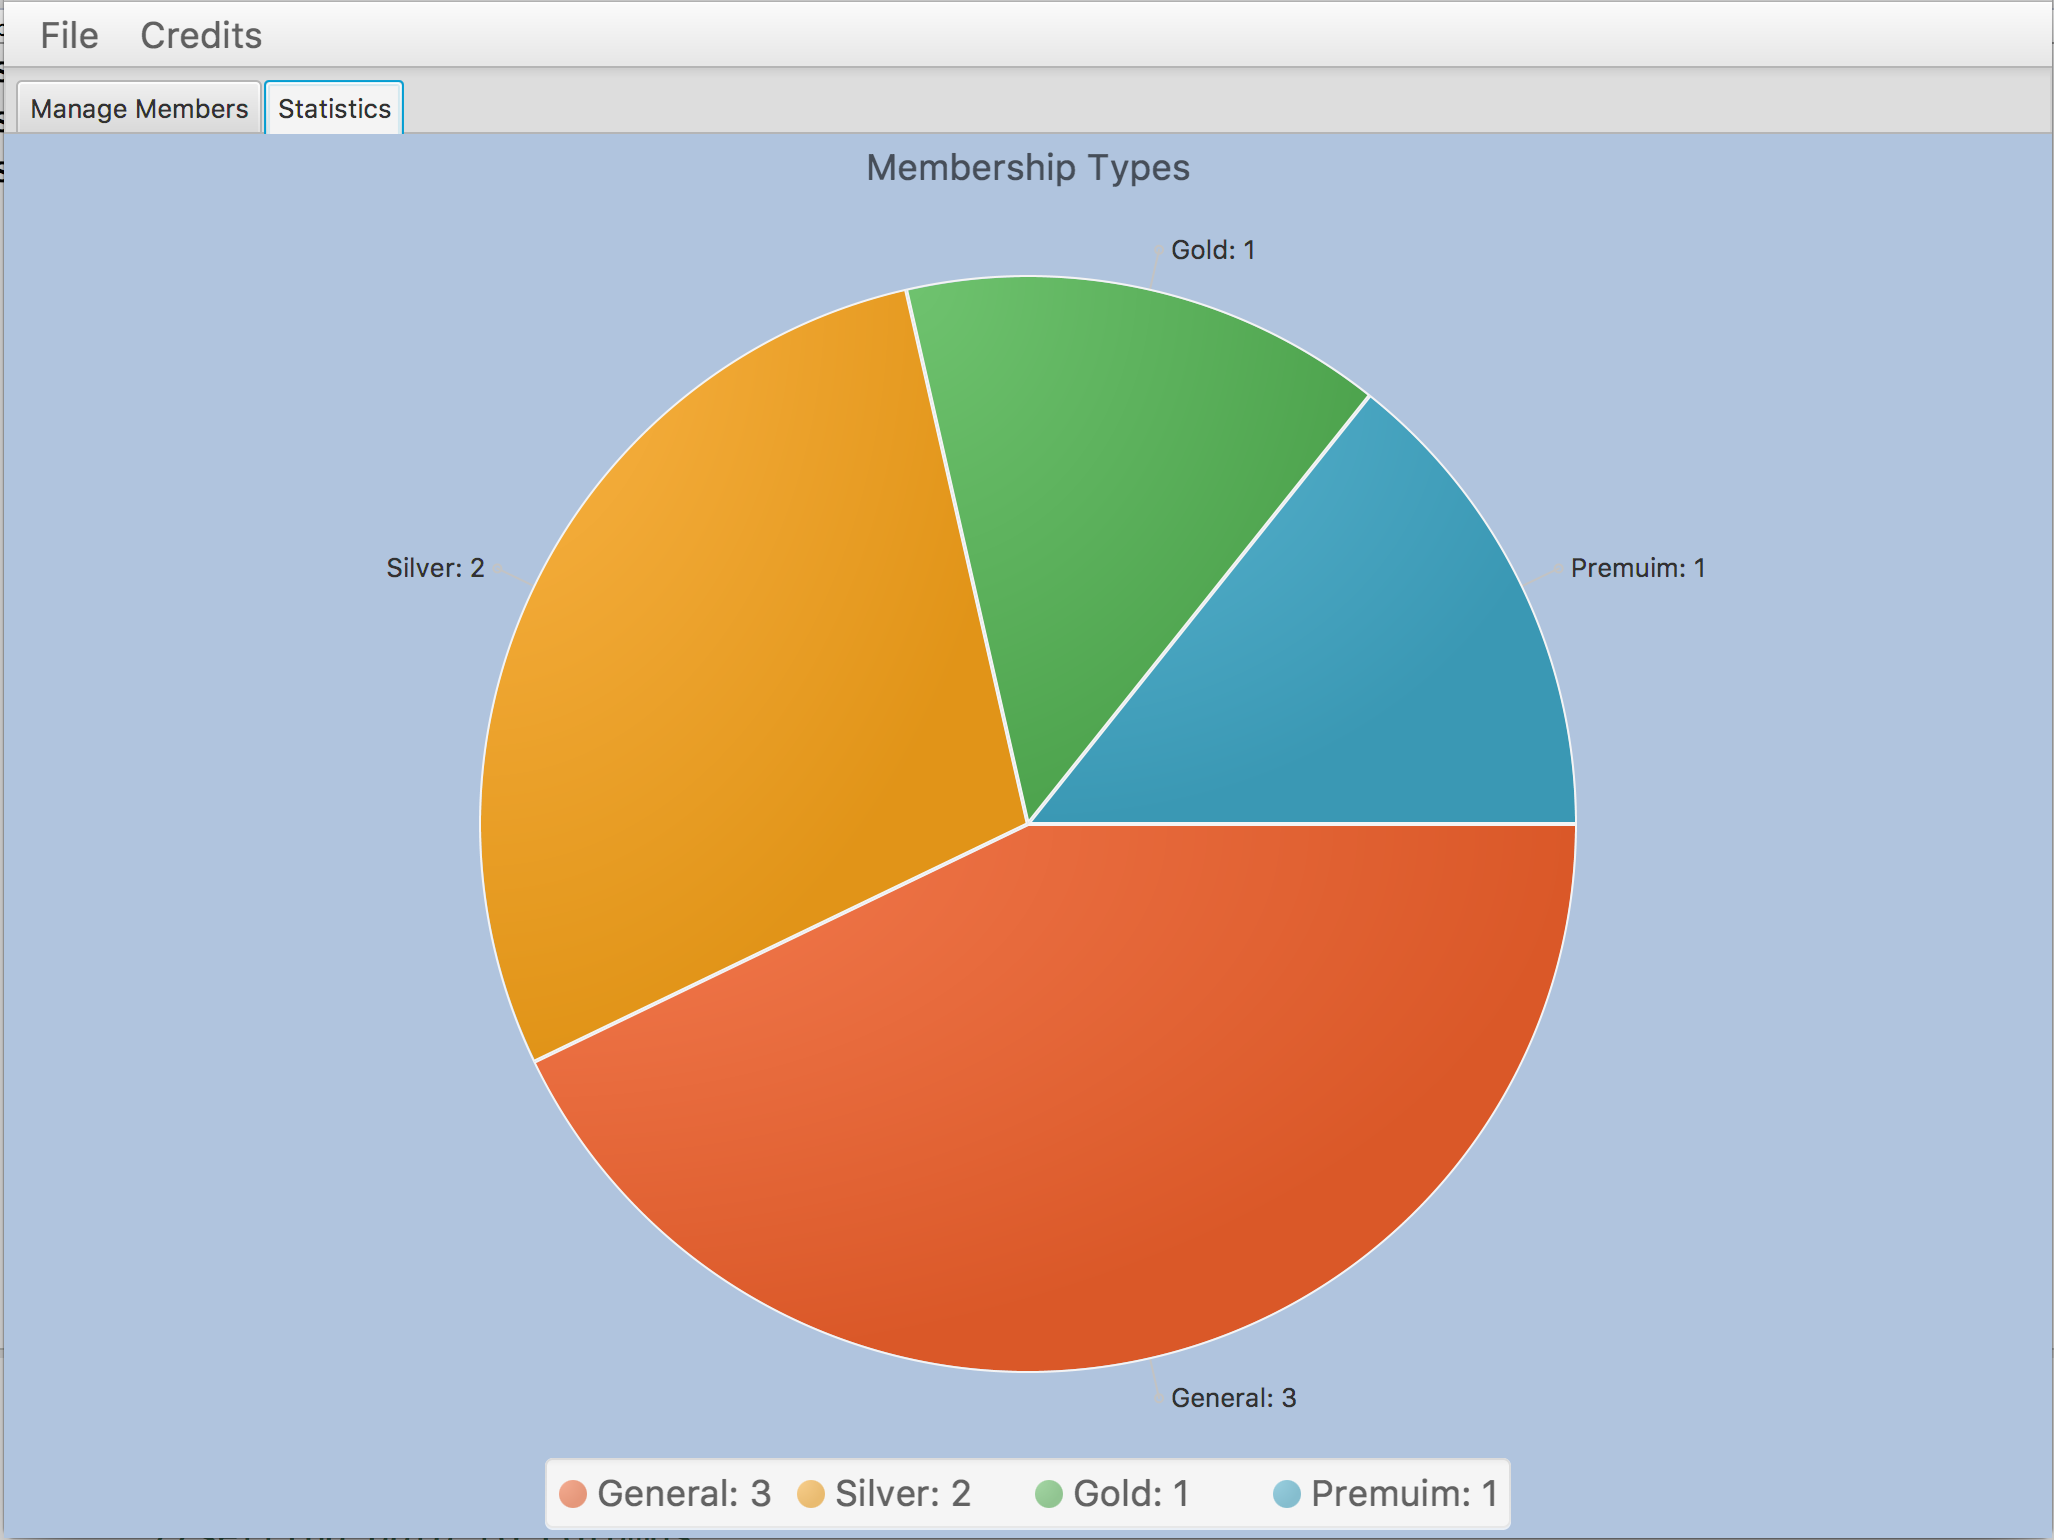 File Credits
Manage Members Statistics
Membership Types
Gold: 1
Silver: 2
Premuim: 1
General: 3
General: 3 Silver: 2 Gold: 1 Premuim: 1